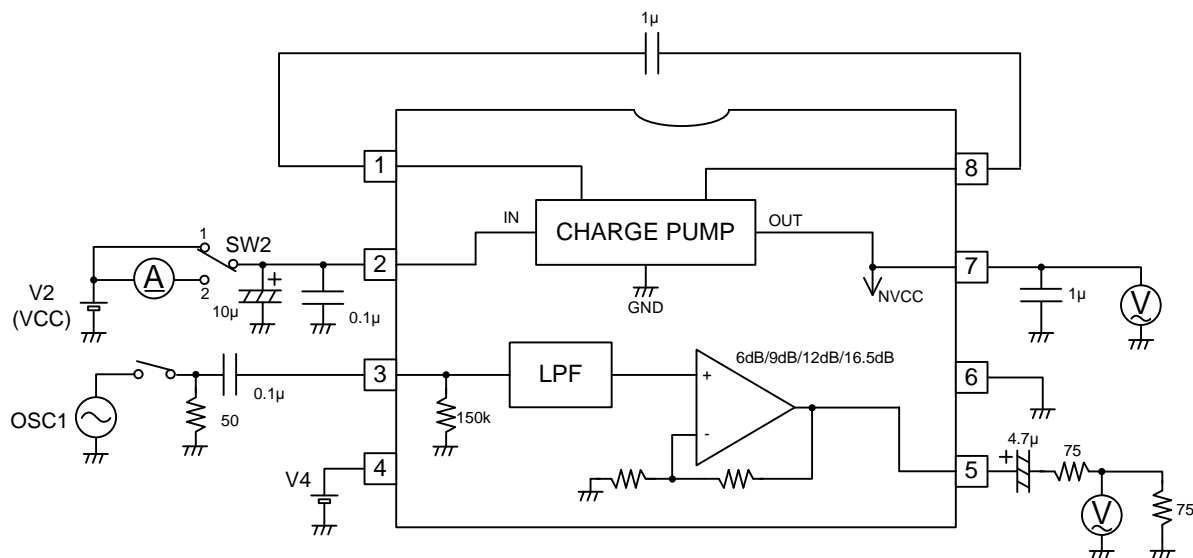 1µ
1
8
IN
CHARGE PUMP
OUT
1
SW2
2
7
A
2
+
V2
(VCC)
10µ
0.1µ
GND
NVCC
1µ
V
6dB/9dB/12dB/16.5dB
3
LPF
+
6
0.1µ
OSC1
50
150k
-
4.7µ
75
4
5
+
V4
V
75